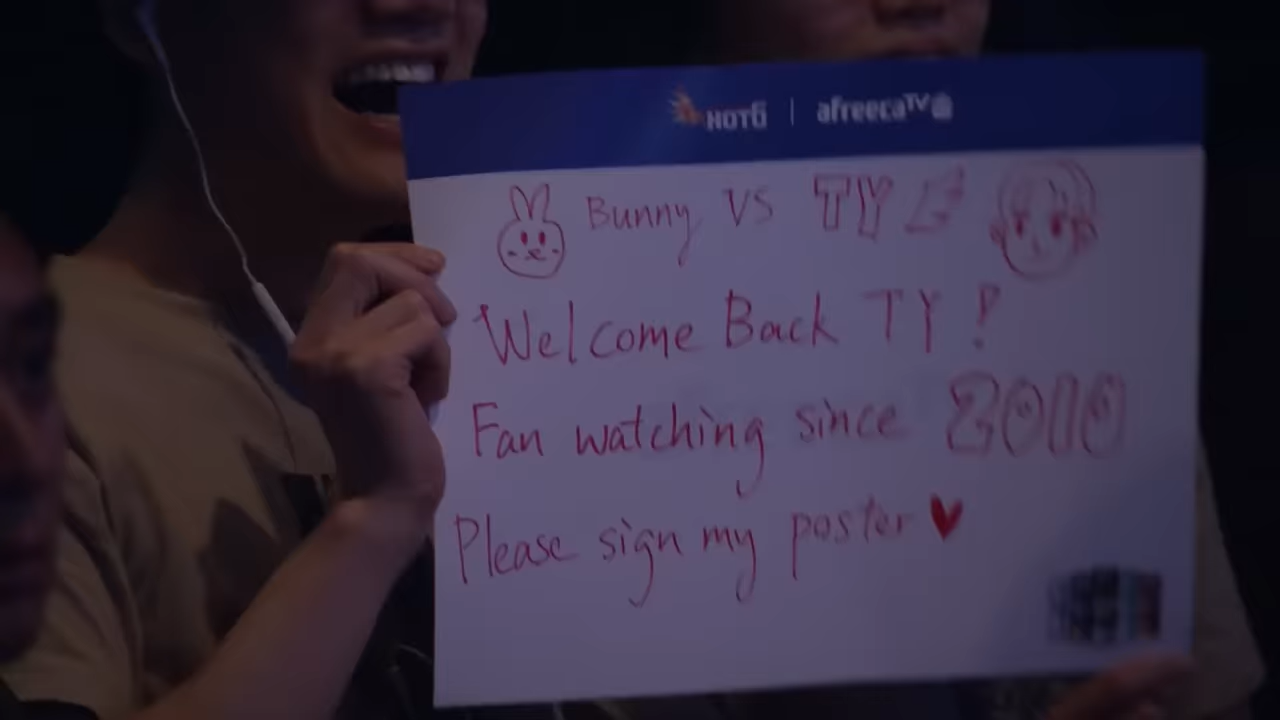 HOT6 | afreecaTV
Bunny VS TY
Welcome Back TY!
Fan watching since 2010
Please sign my poster ♥